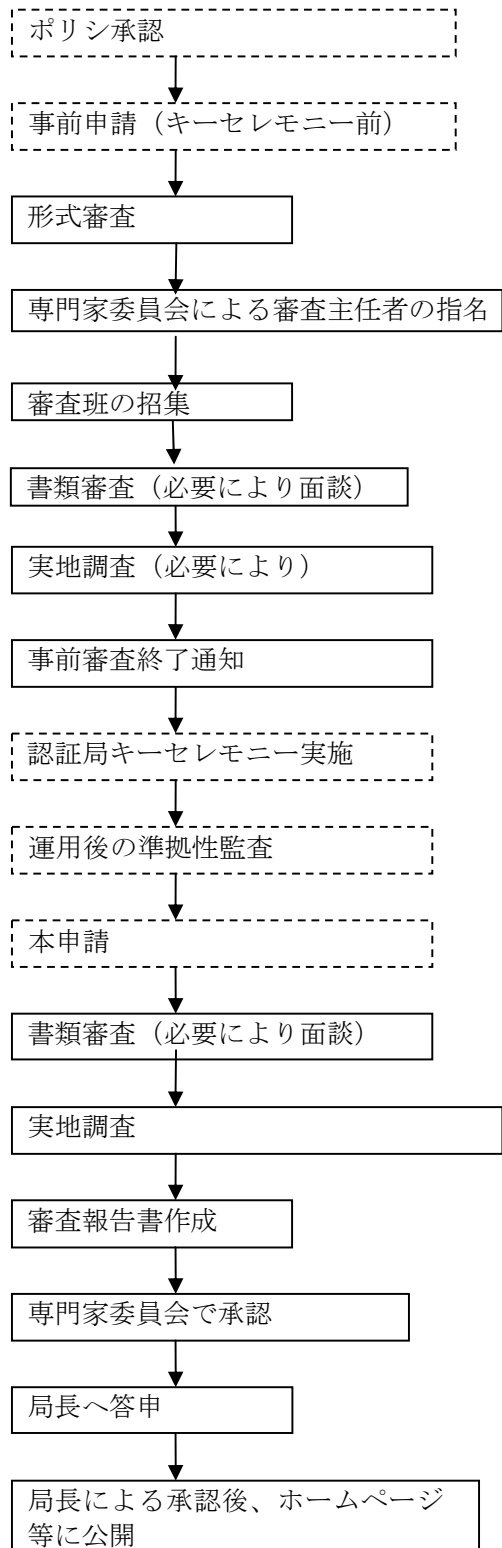 ポリシ承認
事前申請（キーセレモニー前）
形式審査
専門家委員会による審査主任者の指名
審査班の招集
書類審査（必要により面談）
実地調査（必要により）
事前審査終了通知
認証局キーセレモニー実施
運用後の準拠性監査
本申請
書類審査（必要により面談）
実地調査
審査報告書作成
専門家委員会で承認
局長へ答申
局長による承認後、ホームページ
等に公開